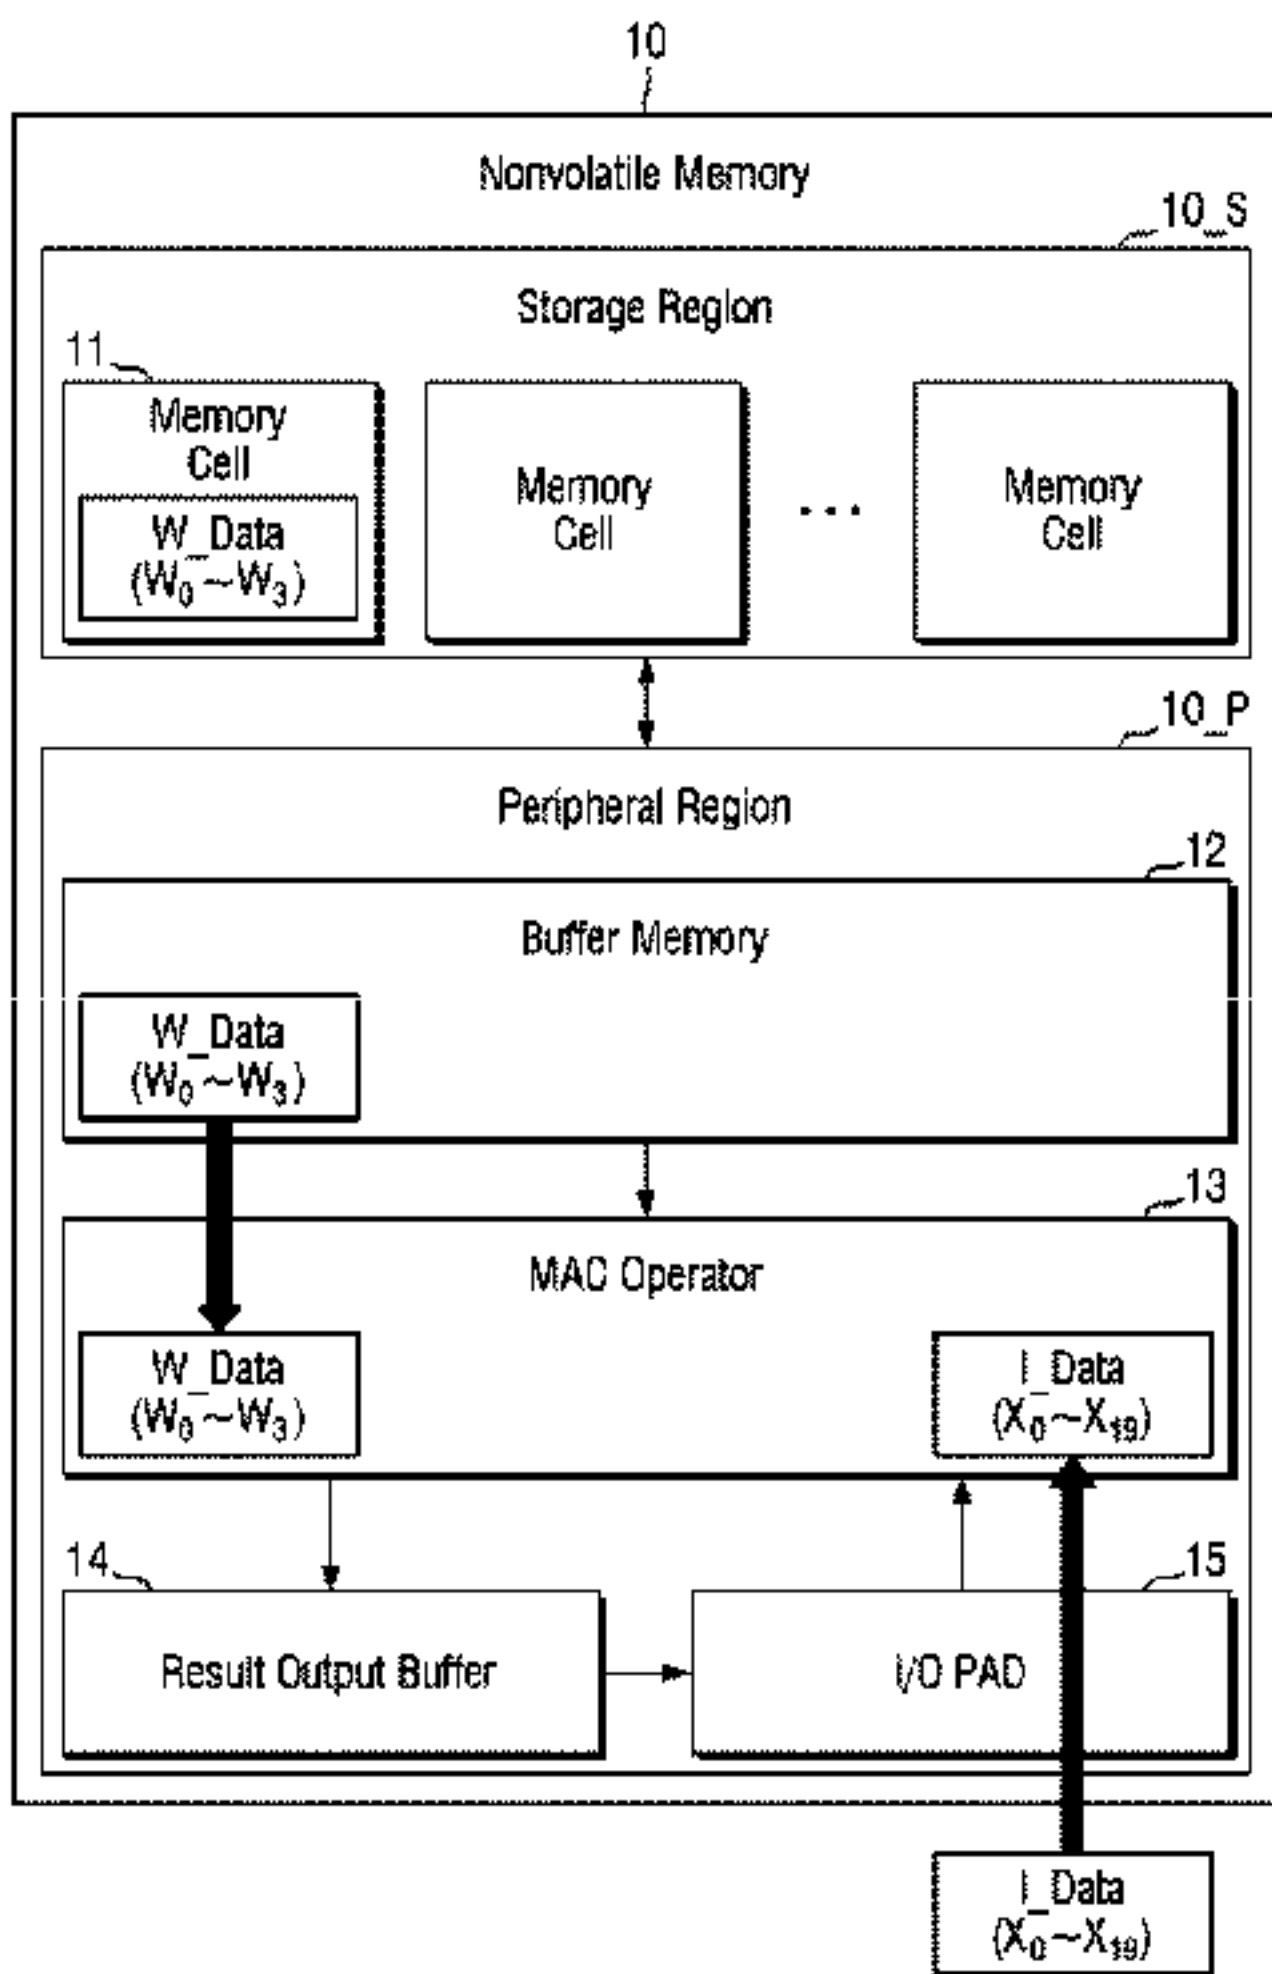 10
Nonvolatile Memory
10_S
Storage Region
11
Memory
Cell
W_Data
(W₀~W₃)
Memory
Cell
...
Memory
Cell
10_P
Peripheral Region
12
Buffer Memory
W_Data
(W₀~W₃)
13
MAC Operator
W_Data
(W₀~W₃)
I_Data
(X₀~X₁₉)
14
Result Output Buffer
15
I/O PAD
I_Data
(X₀~X₁₉)